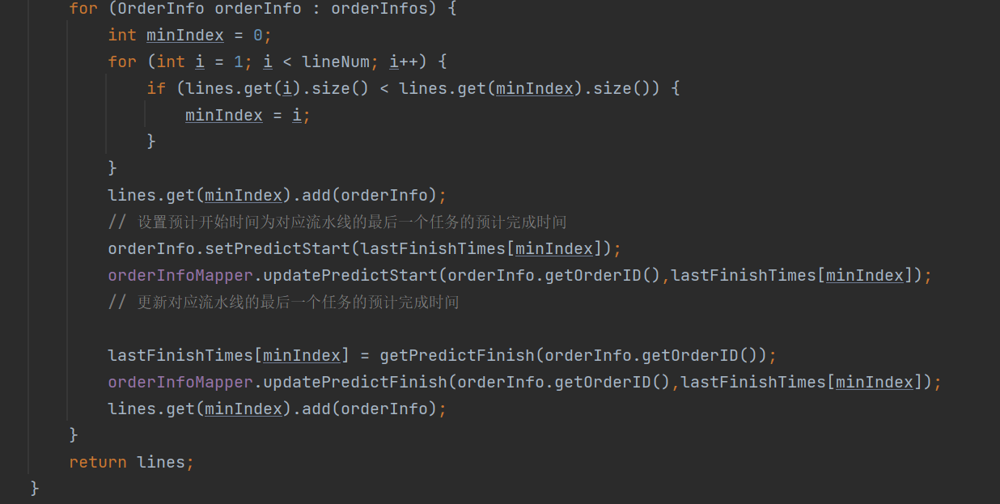 for (OrderInfo orderInfo : orderInfos) {
int minIndex = 0;
for (int i = 1; i < lineNum; i++) {
if (lines.get(i).size() < lines.get(minIndex).size()) {
minIndex = i;
}
}
lines.get(minIndex).add(orderInfo);
// 设置预计开始时间为对应流水线的最后一个任务的预计完成时间
orderInfo.setPredictStart(lastFinishTimes[minIndex]);
orderInfoMapper.updatePredictStart(orderInfo.getOrderID(),lastFinishTimes[minIndex]);
// 更新对应流水线的最后一个任务的预计完成时间
lastFinishTimes[minIndex] = getPredictFinish(orderInfo.getOrderID());
orderInfoMapper.updatePredictFinish(orderInfo.getOrderID(),lastFinishTimes[minIndex]);
lines.get(minIndex).add(orderInfo);
}
return lines;
}